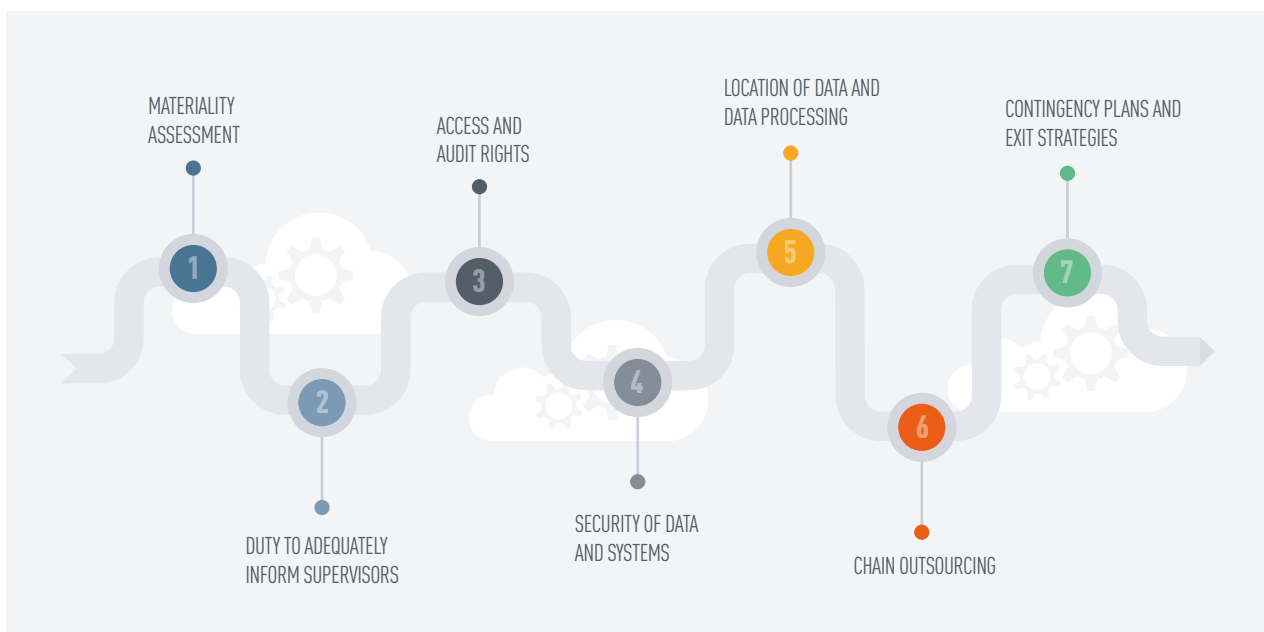 1
MATERIALITY
ASSESSMENT
2
DUTY TO ADEQUATELY
INFORM SUPERVISORS
3
ACCESS AND
AUDIT RIGHTS
4
SECURITY OF DATA
AND SYSTEMS
5
LOCATION OF DATA AND
DATA PROCESSING
6
CHAIN OUTSOURCING
7
CONTINGENCY PLANS AND
EXIT STRATEGIES